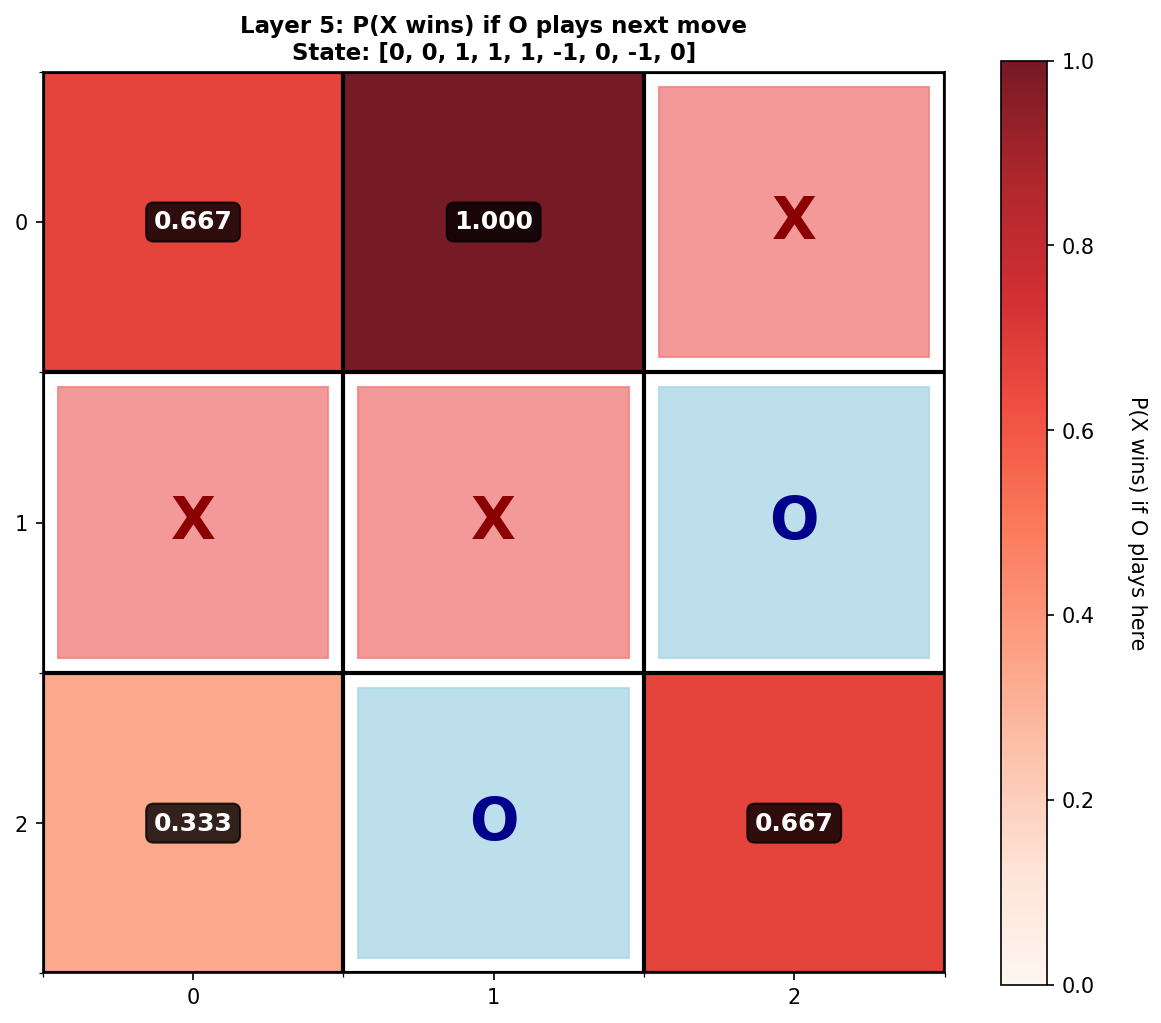 Layer 5: P(X wins) if O plays next move
State: [0, 0, 1, 1, 1, -1, 0, -1, 0]
0.667
1.000
X
X
X
O
0.333
O
0.667
0
1
2
0
1
2
1.0
0.8
0.6
0.4
0.2
0.0
P(X wins) if O plays here